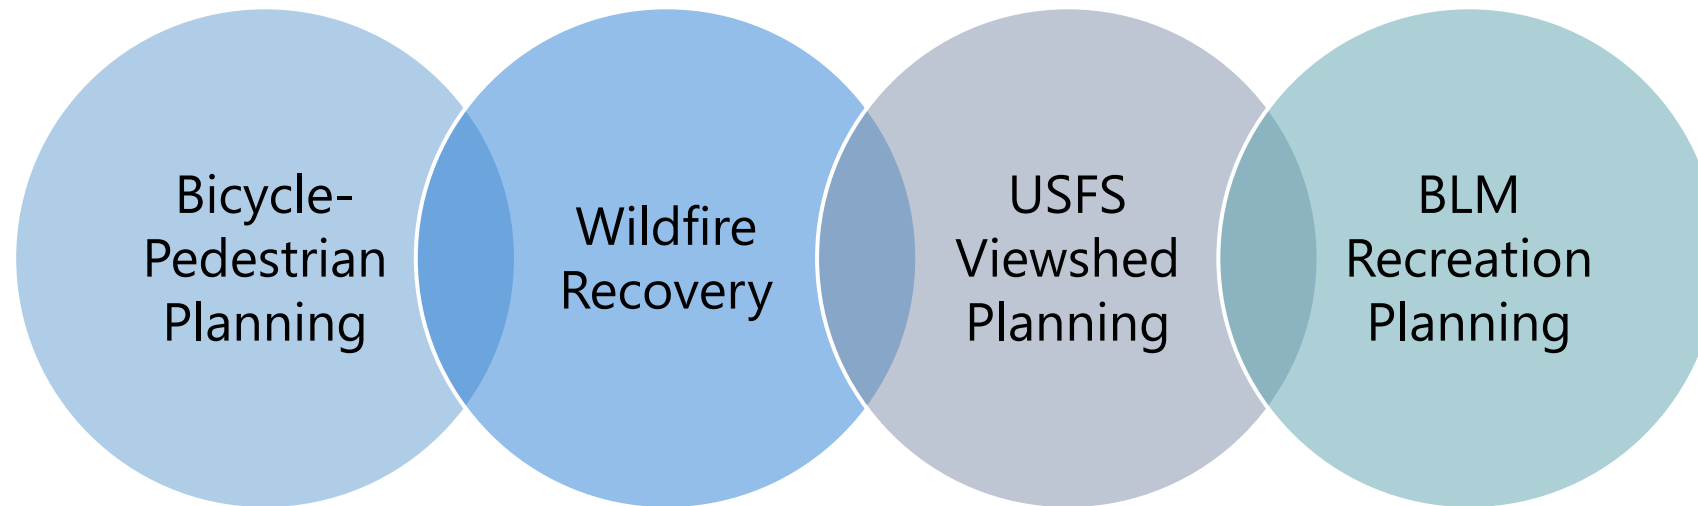 Bicycle-
Pedestrian
Planning
Wildfire
Recovery
USFS
Viewshed
Planning
BLM
Recreation
Planning